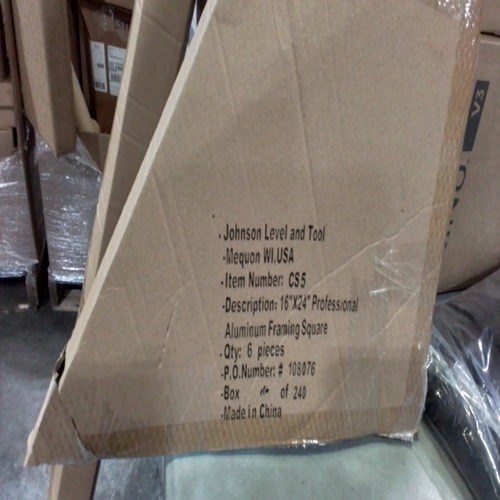 - Johnson Level and Tool
- Mequon WI.USA
- Item Number: CS5
- Description: 16"X24" Professional
Aluminum Framing Square
- Qty: 6 pieces
- P.O.Number: # 108076
- Box of 240
- Made in China
V3